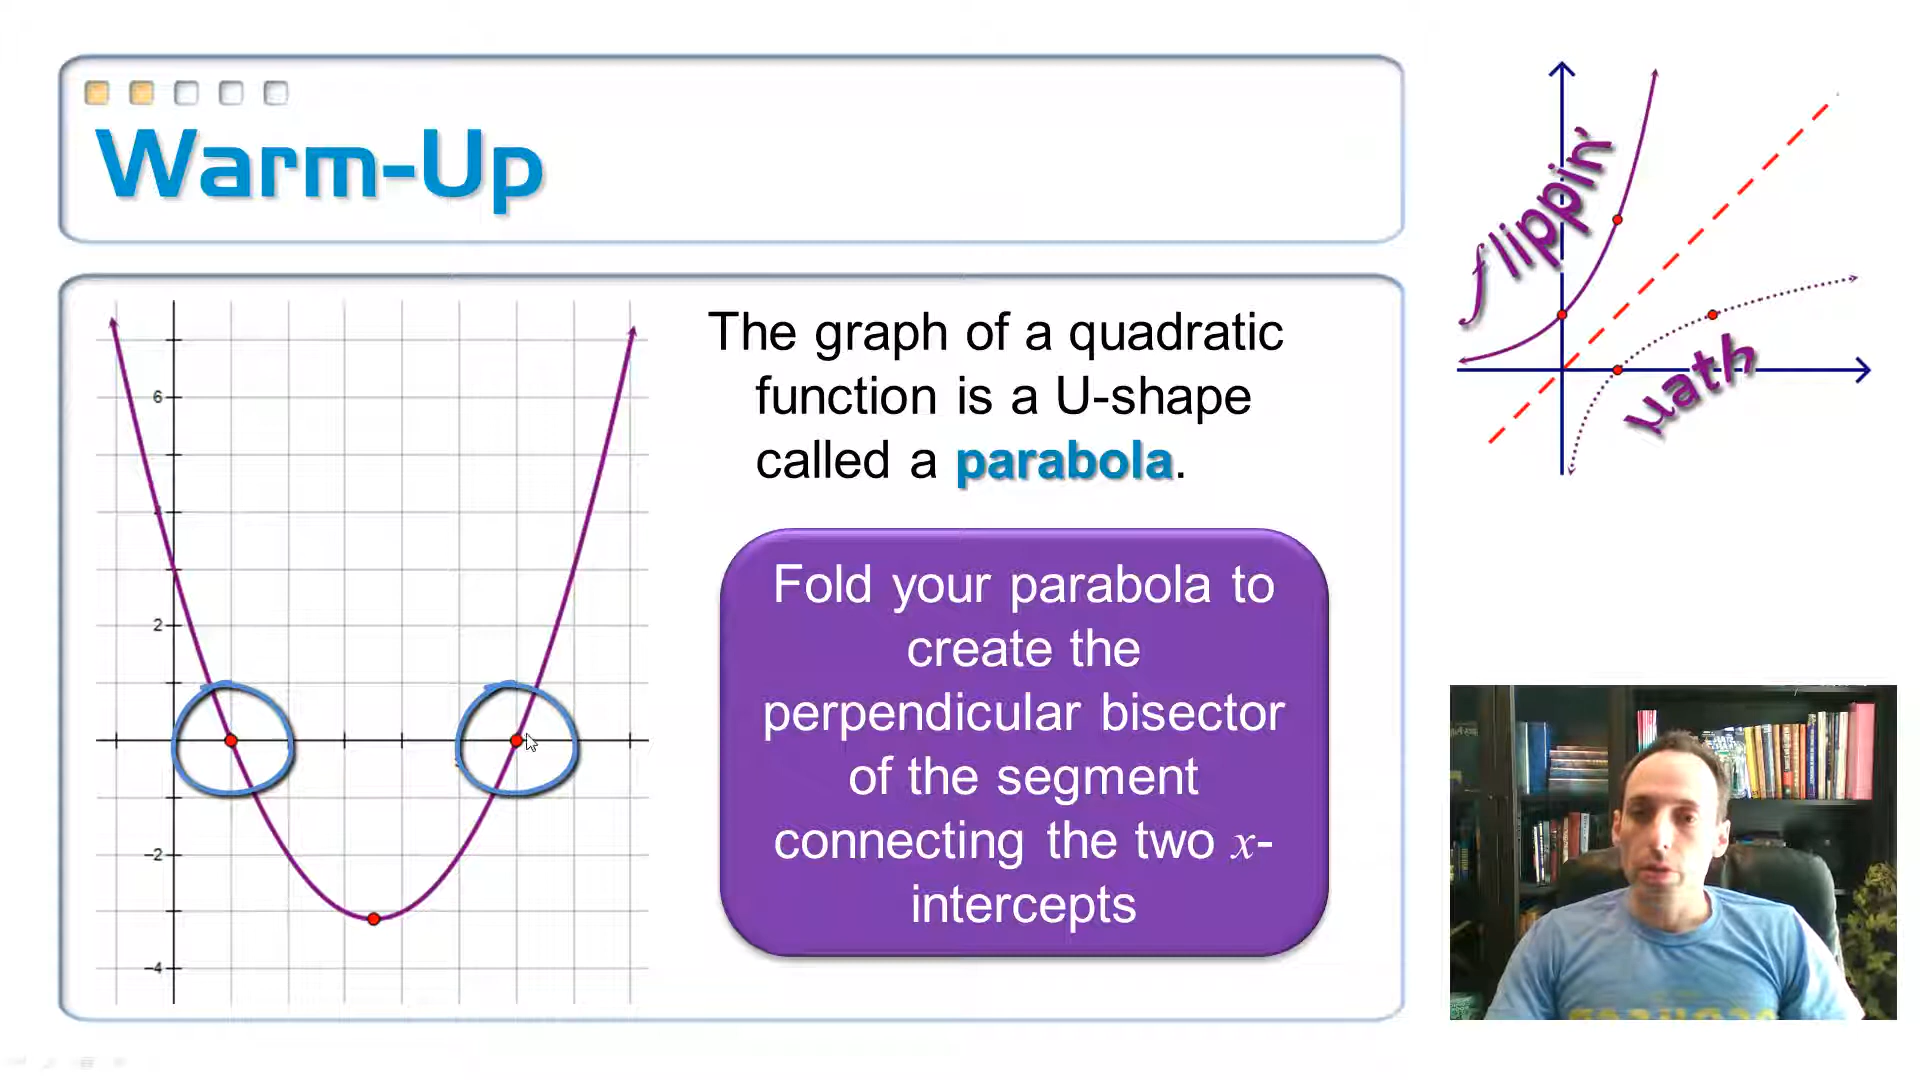 Warm-Up
flippin'
math
The graph of a quadratic
function is a U-shape
called a parabola.
Fold your parabola to
create the
perpendicular bisector
of the segment
connecting the two x-
intercepts
6
2
-2
-4